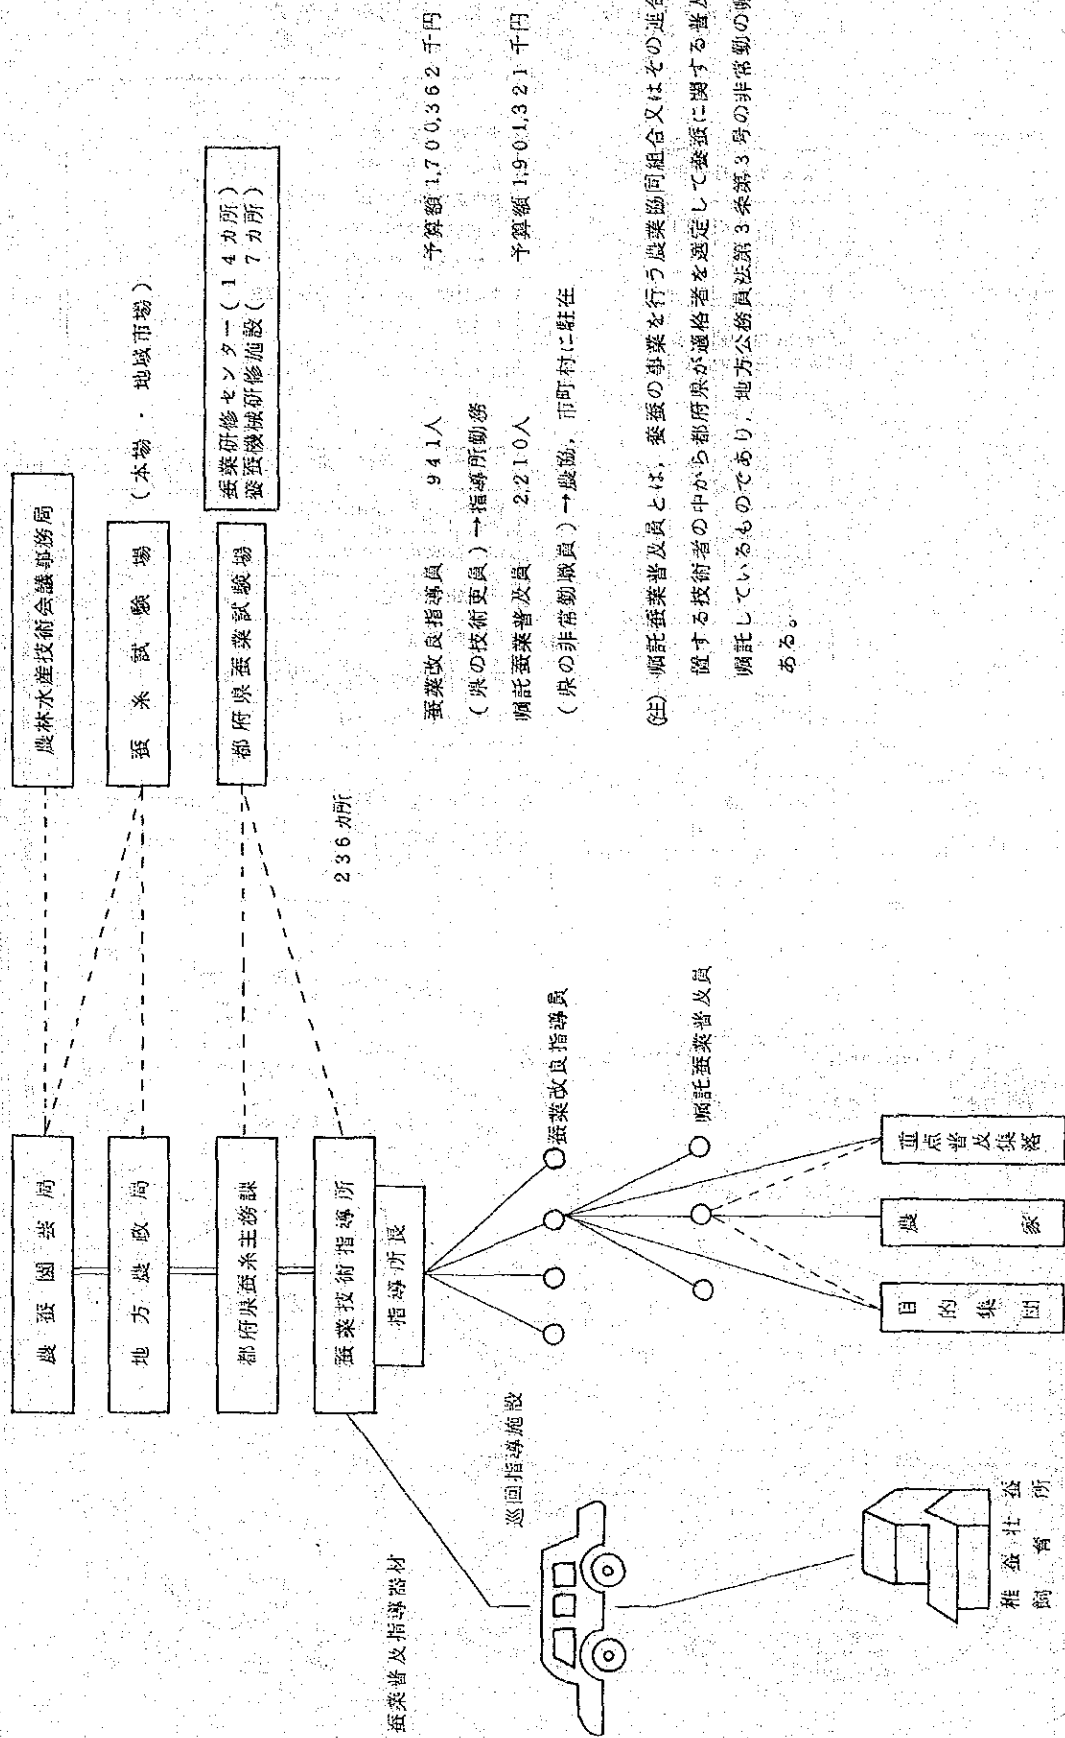 農蚕園芸局
農林水産技術会議事務局
地方農政局
蚕糸試験場
(本場・地域市場)
都府県蚕糸主務課
都府県蚕業試験場
蚕業研修センター(14カ所)
養蚕機械研修施設(7カ所)
蚕業技術指導所
236カ所
指導所長
蚕業普及指導器材
巡回指導施設
蚕業改良指導員
嘱託蚕業普及員
目的集団
農家
重点普及集落
稚蚕壮蚕
飼育所
蚕業改良指導員 941人 予算額1,700,362千円
(県の技術吏員)→指導所勤務
嘱託蚕業普及員 2,210人 予算額1,901,321千円
(県の非常勤職員)→農協,市町村に駐在
(注) 嘱託蚕業普及員とは,養蚕の事業を行う農業協同組合又はその連合
置する技術者の中から都府県が適格者を選定して養蚕に関する普及
嘱託しているものであり,地方公務員法第3条第3号の非常勤の嘱
ある。